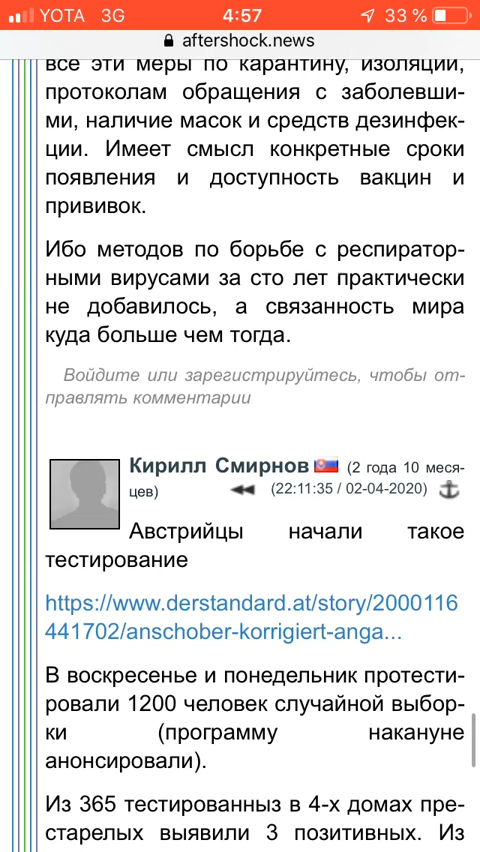 YOTA 3G 4:57 33 %
aftershock.news
все эти меры по карантину, изоляции,
протоколам обращения с заболевши-
ми, наличие масок и средств дезинфек-
ции. Имеет смысл конкретные сроки
появления и доступность вакцин и
прививок.
Ибо методов по борьбе с респиратор-
ными вирусами за сто лет практически
не добавилось, а связанность мира
куда больше чем тогда.
Войдите или зарегистрируйтесь, чтобы от-
правлять комментарии
Кирилл Смирнов (2 года 10 меся-
цев) (22:11:35 / 02-04-2020)
Австрийцы начали такое
тестирование
https://www.derstandard.at/story/2000116
441702/anschober-korrigiert-anga...
В воскресенье и понедельник протести-
ровали 1200 человек случайной выбор-
ки (программу накануне
анонсировали).
Из 365 тестированныз в 4-х домах пре-
старелых выявили 3 позитивных. Из